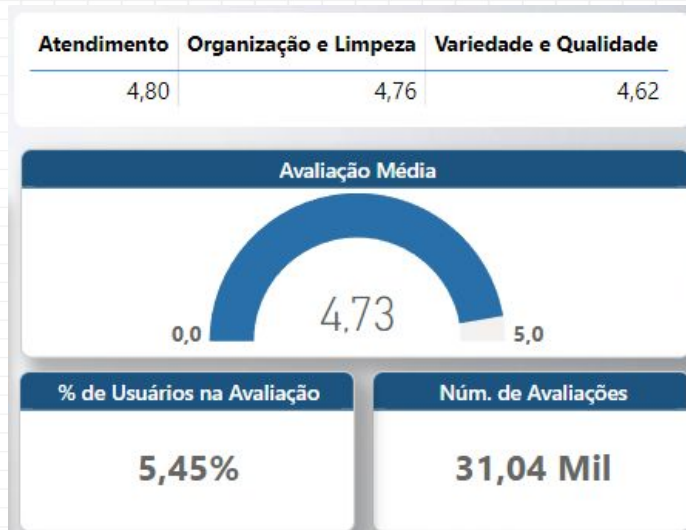 Atendimento Organização e Limpeza Variedade e Qualidade
4,80 4,76 4,62
Avaliação Média
4,73
0,0 5,0
% de Usuários na Avaliação Núm. de Avaliações
5,45% 31,04 Mil